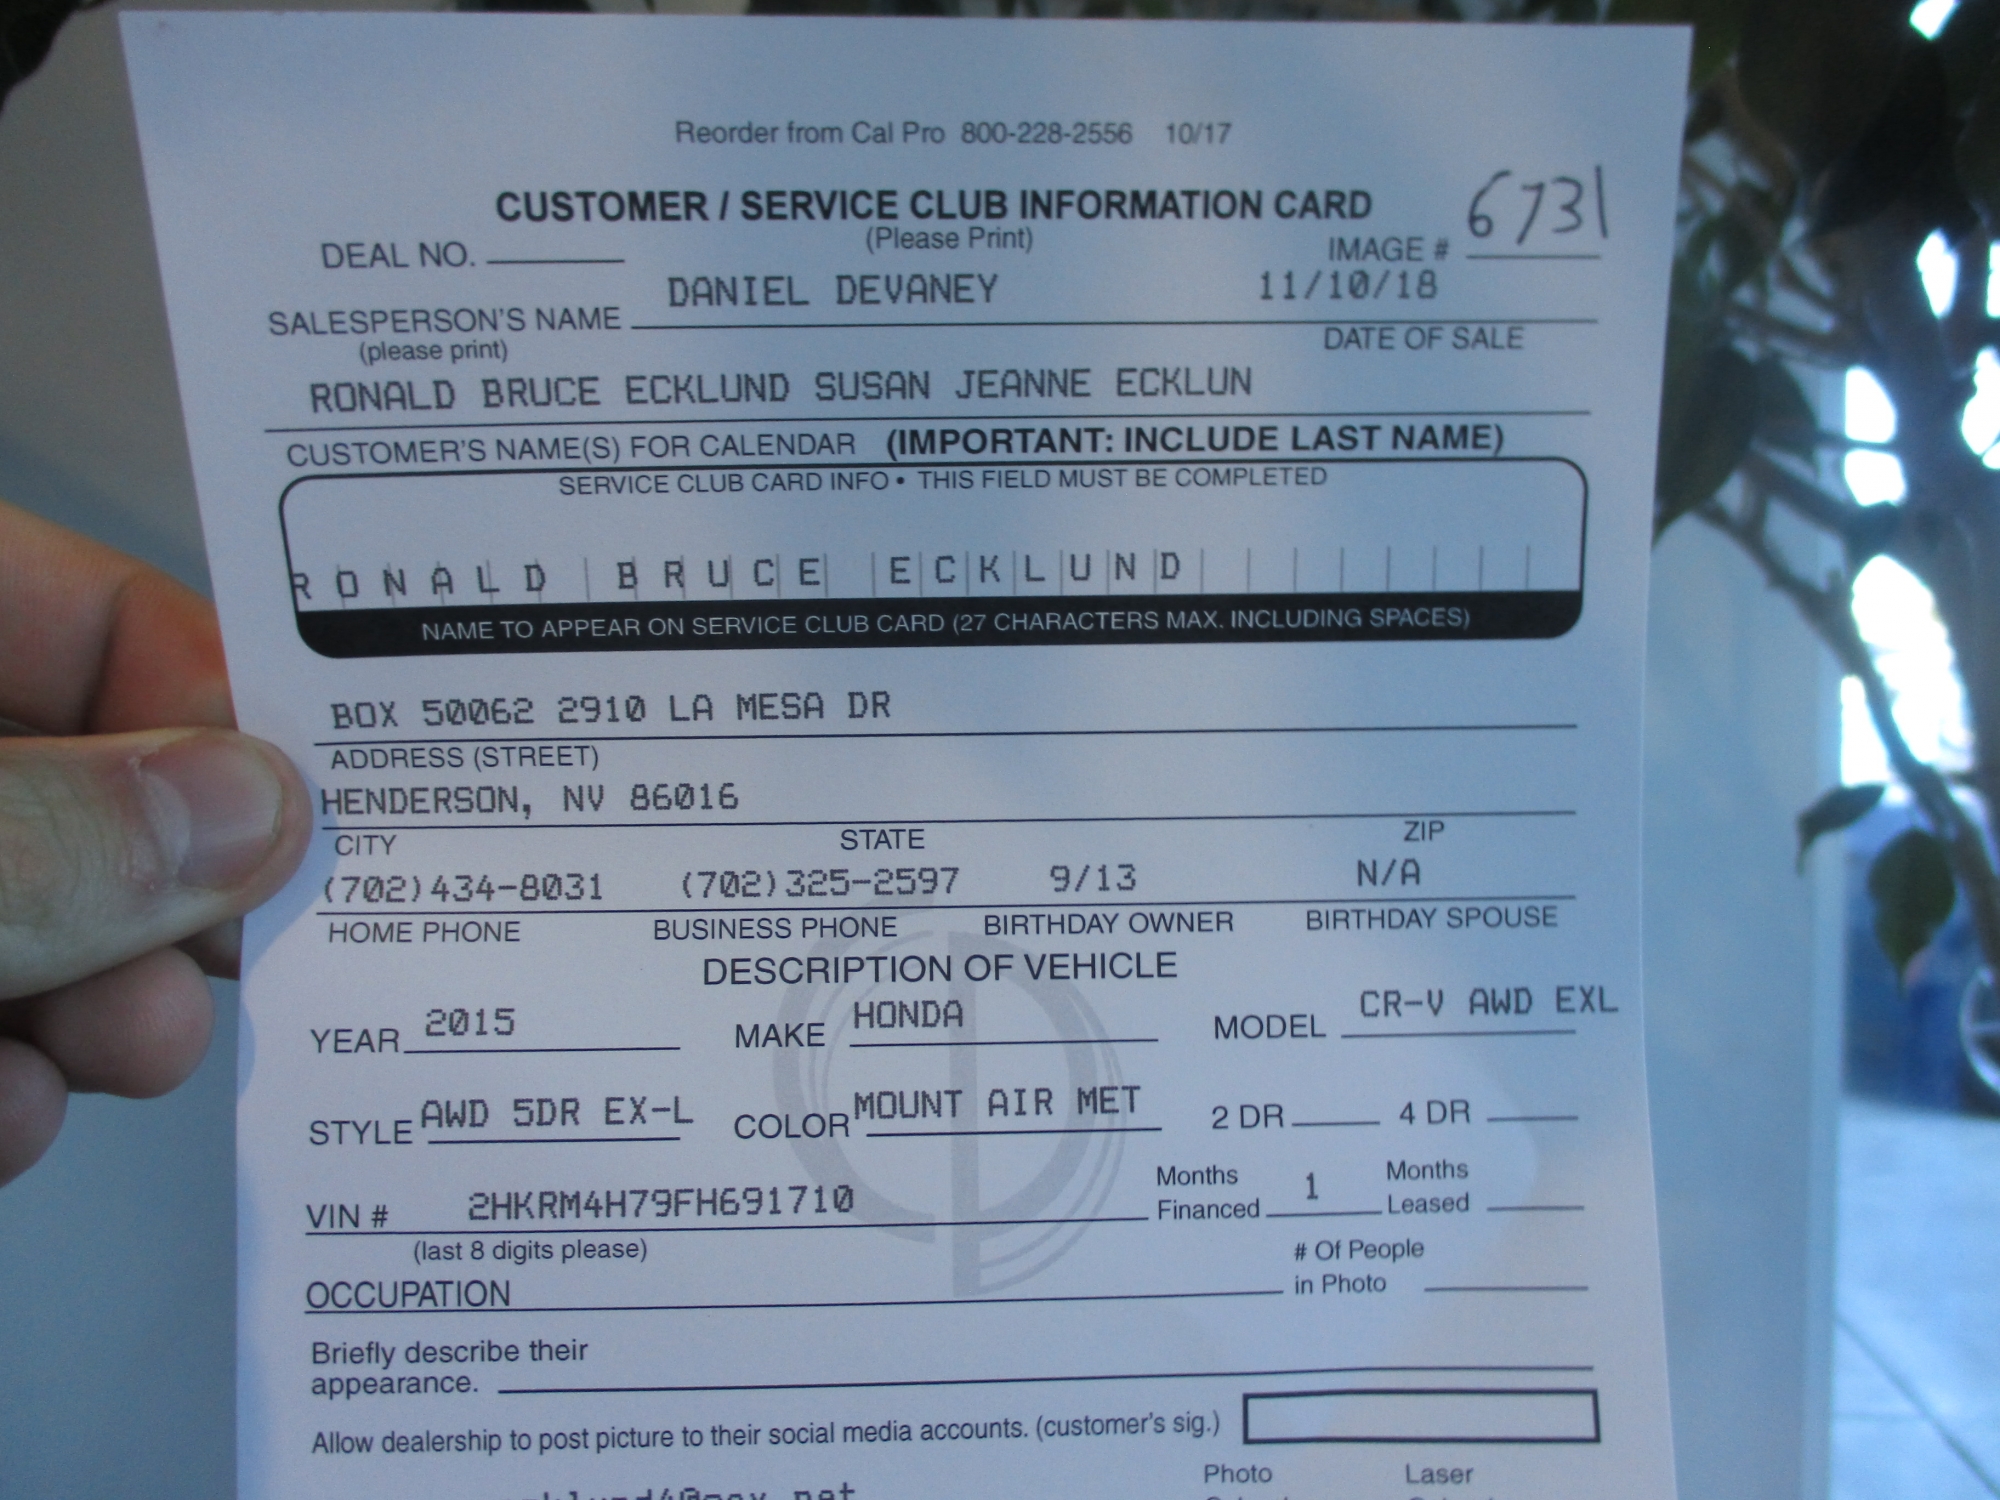 Reorder from Cal Pro 800-228-2556 10/17
CUSTOMER / SERVICE CLUB INFORMATION CARD
(Please Print)
DEAL NO. IMAGE # 6731
DANIEL DEVANEY 11/10/18
SALESPERSON'S NAME DATE OF SALE
(please print)
RONALD BRUCE ECKLUND SUSAN JEANNE ECKLUN
CUSTOMER'S NAME(S) FOR CALENDAR (IMPORTANT: INCLUDE LAST NAME)
SERVICE CLUB CARD INFO • THIS FIELD MUST BE COMPLETED
RONALD BRUCE ECKLUND
NAME TO APPEAR ON SERVICE CLUB CARD (27 CHARACTERS MAX. INCLUDING SPACES)
BOX 50062 2910 LA MESA DR
ADDRESS (STREET)
HENDERSON, NV 86016
CITY STATE ZIP
(702)434-8031 (702)325-2597 9/13 N/A
HOME PHONE BUSINESS PHONE BIRTHDAY OWNER BIRTHDAY SPOUSE
DESCRIPTION OF VEHICLE
YEAR 2015 MAKE HONDA MODEL CR-V AWD EXL
STYLE AWD 5DR EX-L COLOR MOUNT AIR MET 2 DR 4 DR
VIN # 2HKRM4H79FH691710 Months Financed 1 Months Leased
(last 8 digits please) # Of People
OCCUPATION in Photo
Briefly describe their
appearance.
Allow dealership to post picture to their social media accounts. (customer's sig.)
Photo Laser